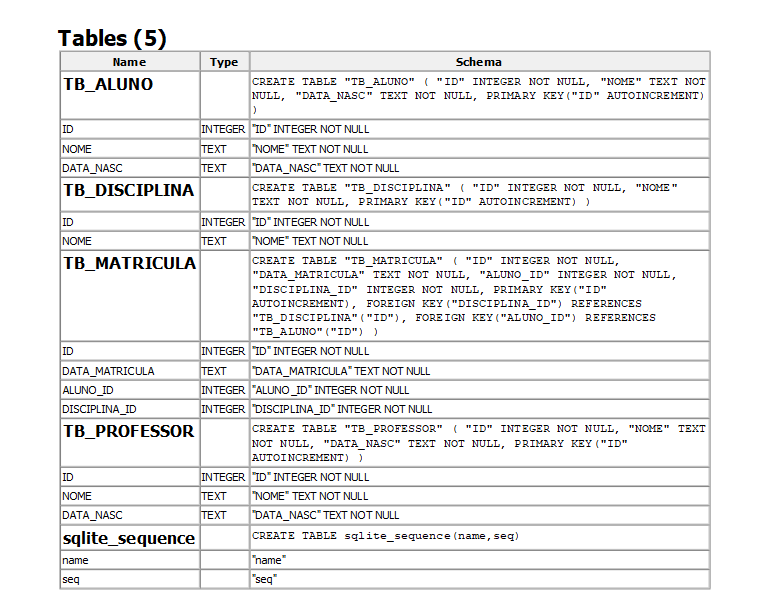 Tables (5)
Name Type Schema
TB_ALUNO CREATE TABLE "TB_ALUNO" ( "ID" INTEGER NOT NULL, "NOME" TEXT NOT
NULL, "DATA_NASC" TEXT NOT NULL, PRIMARY KEY("ID" AUTOINCREMENT)
)
ID INTEGER "ID" INTEGER NOT NULL
NOME TEXT "NOME" TEXT NOT NULL
DATA_NASC TEXT "DATA_NASC" TEXT NOT NULL
TB_DISCIPLINA CREATE TABLE "TB_DISCIPLINA" ( "ID" INTEGER NOT NULL, "NOME"
TEXT NOT NULL, PRIMARY KEY("ID" AUTOINCREMENT) )
ID INTEGER "ID" INTEGER NOT NULL
NOME TEXT "NOME" TEXT NOT NULL
TB_MATRICULA CREATE TABLE "TB_MATRICULA" ( "ID" INTEGER NOT NULL,
"DATA_MATRICULA" TEXT NOT NULL, "ALUNO_ID" INTEGER NOT NULL,
"DISCIPLINA_ID" INTEGER NOT NULL, PRIMARY KEY("ID"
AUTOINCREMENT), FOREIGN KEY("DISCIPLINA_ID") REFERENCES
"TB_DISCIPLINA"("ID"), FOREIGN KEY("ALUNO_ID") REFERENCES
"TB_ALUNO"("ID") )
ID INTEGER "ID" INTEGER NOT NULL
DATA_MATRICULA TEXT "DATA_MATRICULA" TEXT NOT NULL
ALUNO_ID INTEGER "ALUNO_ID" INTEGER NOT NULL
DISCIPLINA_ID INTEGER "DISCIPLINA_ID" INTEGER NOT NULL
TB_PROFESSOR CREATE TABLE "TB_PROFESSOR" ( "ID" INTEGER NOT NULL, "NOME" TEXT
NOT NULL, "DATA_NASC" TEXT NOT NULL, PRIMARY KEY("ID"
AUTOINCREMENT) )
ID INTEGER "ID" INTEGER NOT NULL
NOME TEXT "NOME" TEXT NOT NULL
DATA_NASC TEXT "DATA_NASC" TEXT NOT NULL
sqlite_sequence CREATE TABLE sqlite_sequence(name,seq)
name "name"
seq "seq"